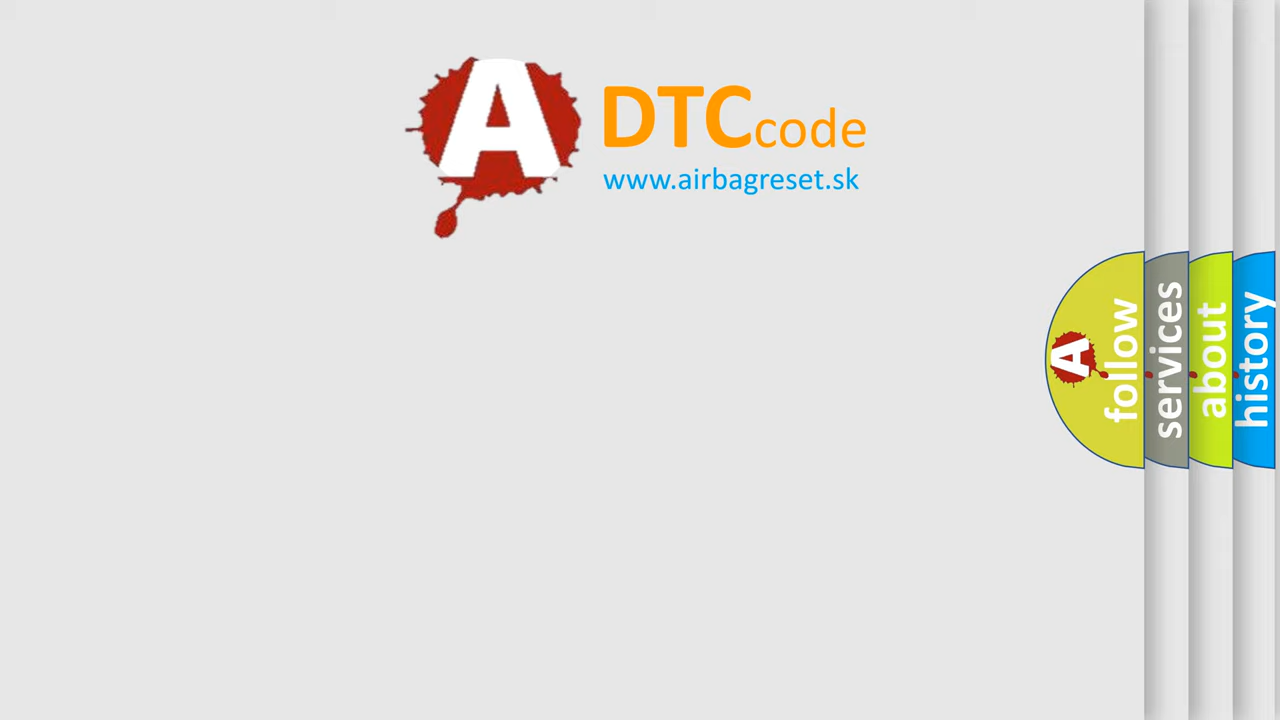 A
DTCcode
www.airbagreset.sk
A
follow
services
about
history